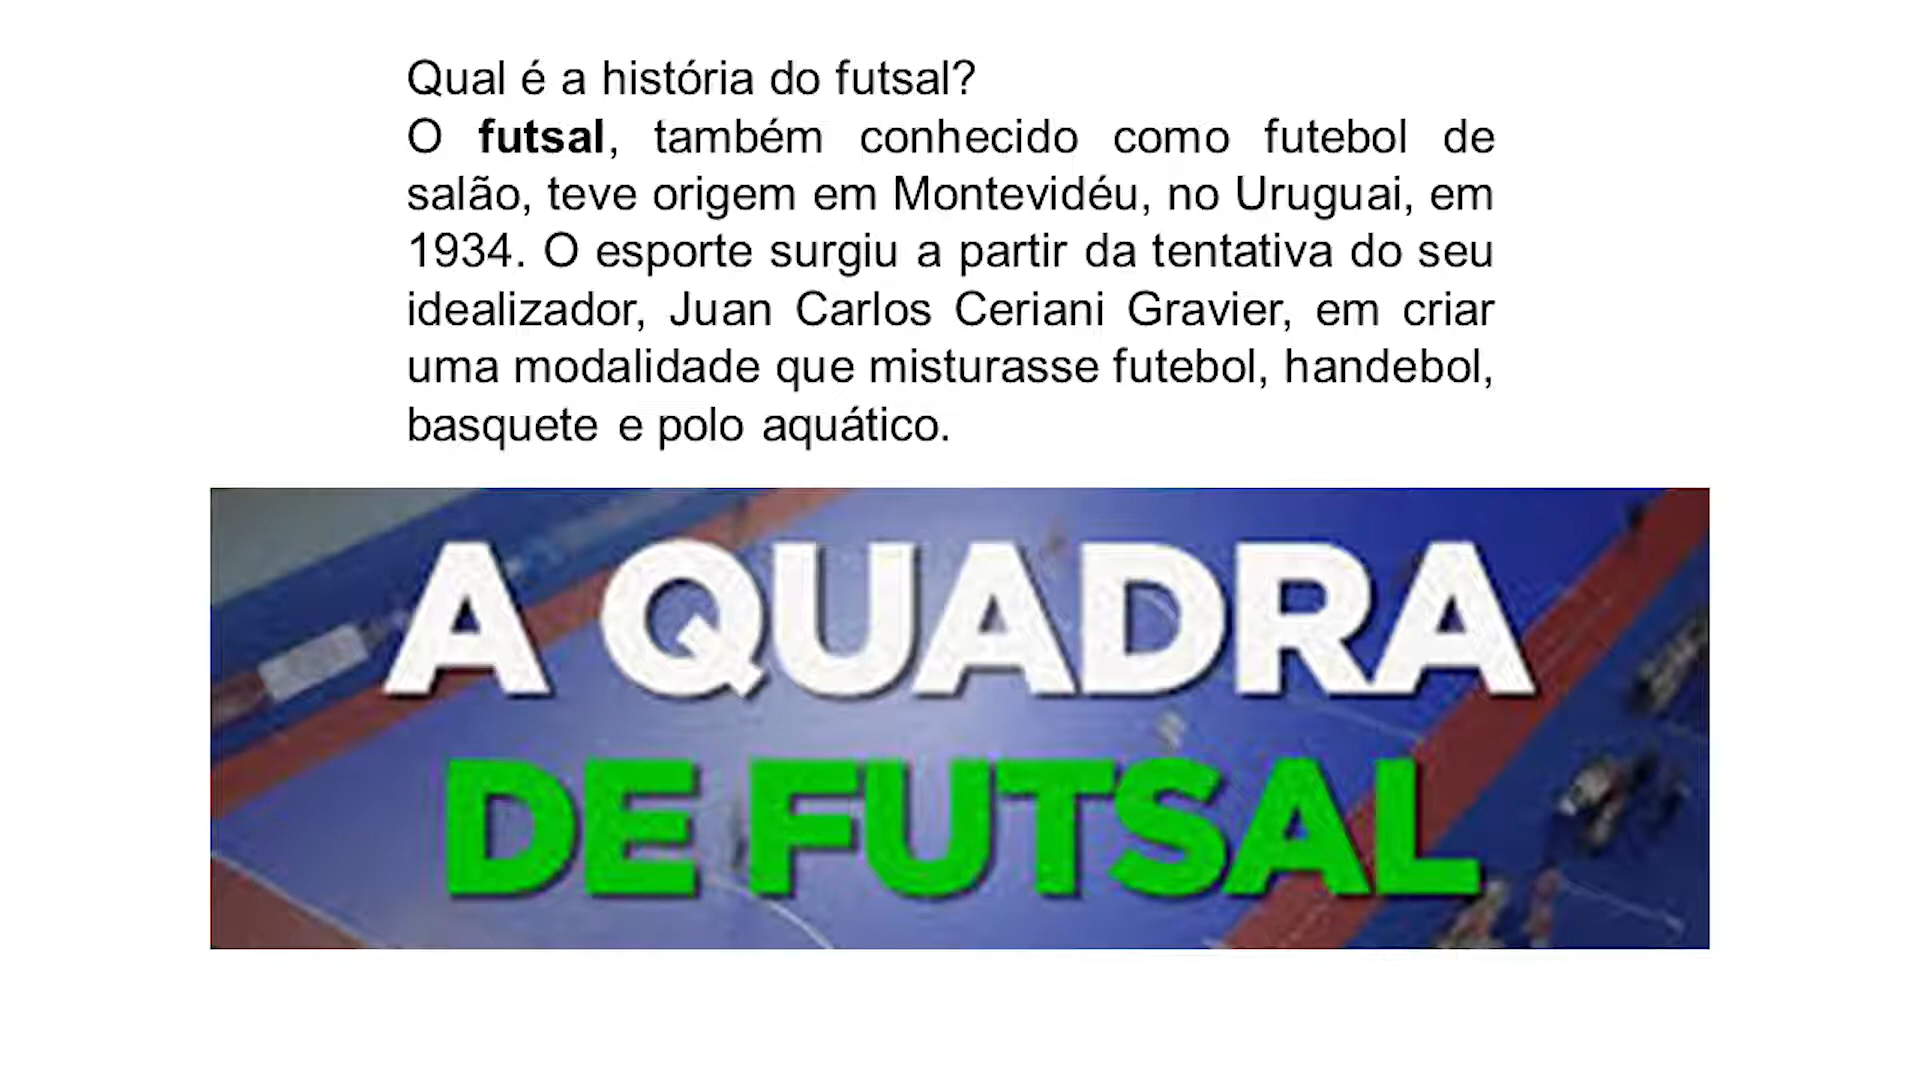 Qual é a história do futsal?
O futsal, também conhecido como futebol de
salão, teve origem em Montevidéu, no Uruguai, em
1934. O esporte surgiu a partir da tentativa do seu
idealizador, Juan Carlos Ceriani Gravier, em criar
uma modalidade que misturasse futebol, handebol,
basquete e polo aquático.
A QUADRA
DE FUTSAL